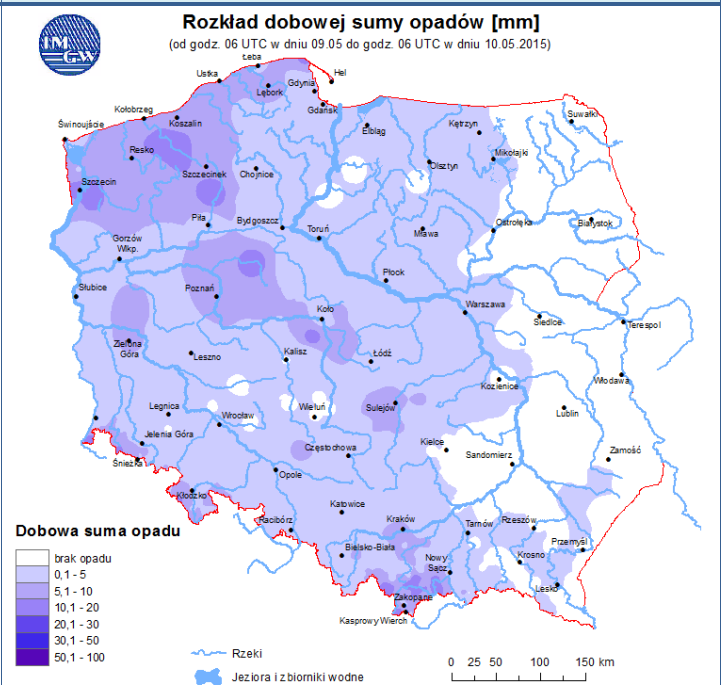 Rozkład dobowej sumy opadów [mm]
(od godz. 06 UTC w dniu 09.05 do godz. 06 UTC w dniu 10.05.2015)
IM
GW
Łeba
Hel
Ustka
Gdynia
Lębork
Gdańsk
Kołobrzeg
Koszalin
Świnoujście
Elbląg
Kętrzyn
Suwałki
Resko
Szczecinek
Chojnice
Olsztyn
Mikołajki
Szczecin
Piła
Bydgoszcz
Toruń
Mława
Ostrołęka
Białystok
Gorzów
Wlkp.
Płock
Słubice
Poznań
Koło
Warszawa
Siedlce
Terespol
Zielona
Góra
Leszno
Kalisz
Łódź
Kozienice
Włodawa
Legnica
Wrocław
Wieluń
Sulejów
Lublin
Jelenia Góra
Częstochowa
Kielce
Sandomierz
Zamość
Śnieżka
Opole
Kłodzko
Katowice
Racibórz
Kraków
Tarnów
Rzeszów
Przemyśl
Bielsko-Biała
Nowy
Sącz
Krosno
Lesko
Zakopane
Kasprowy Wierch
Dobowa suma opadu
brak opadu
0,1 - 5
5,1 - 10
10,1 - 20
20,1 - 30
30,1 - 50
50,1 - 100
Rzeki
Jeziora i zbiorniki wodne
0 25 50 100 150 km